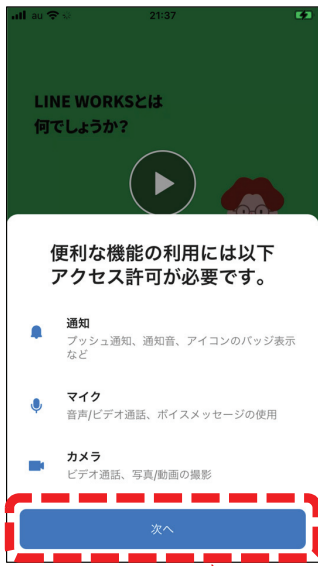 au 21:37
LINE WORKSとは
何でしょうか？
便利な機能の利用には以下
アクセス許可が必要です。
通知
プッシュ通知、通知音、アイコンのバッジ表示
など
マイク
音声/ビデオ通話、ボイスメッセージの使用
カメラ
ビデオ通話、写真/動画の撮影
次へ